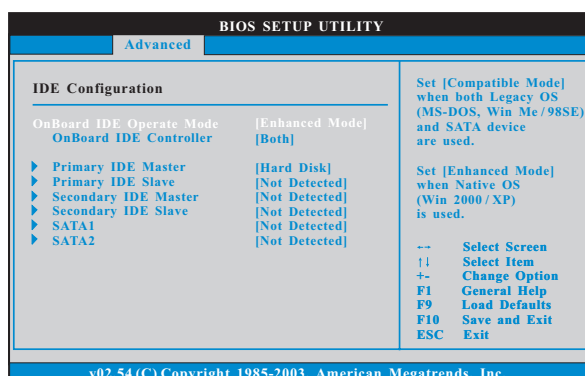 BIOS SETUP UTILITY
Advanced
IDE Configuration
OnBoard IDE Operate Mode [Enhanced Mode]
OnBoard IDE Controller [Both]
Primary IDE Master [Hard Disk]
Primary IDE Slave [Not Detected]
Secondary IDE Master [Not Detected]
Secondary IDE Slave [Not Detected]
SATA1 [Not Detected]
SATA2 [Not Detected]
Set [Compatible Mode]
when both Legacy OS
(MS-DOS, Win Me / 98SE)
and SATA device
are used.
Set [Enhanced Mode]
when Native OS
(Win 2000 / XP)
is used.
←→ Select Screen
↑↓ Select Item
+- Change Option
F1 General Help
F9 Load Defaults
F10 Save and Exit
ESC Exit
v02.54 (C) Copyright 1985-2003, American Megatrends, Inc.